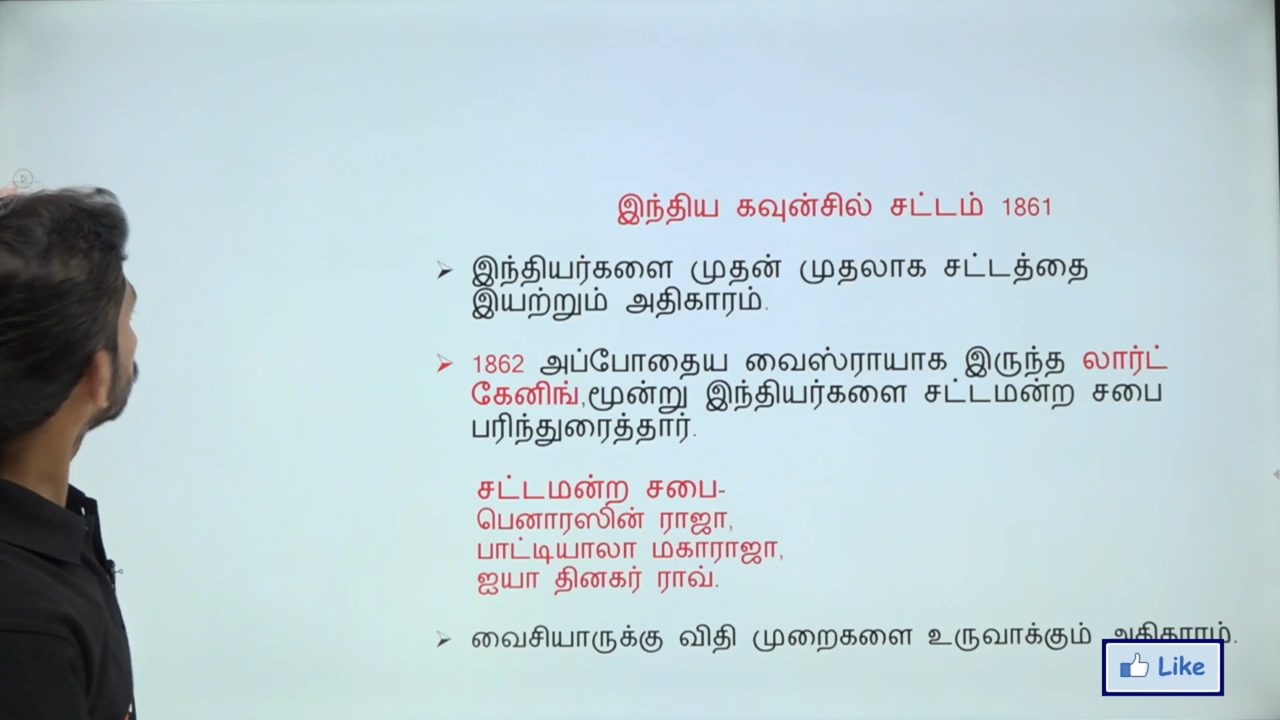 இந்திய கவுன்சில் சட்டம் 1861
➢ இந்தியர்களை முதன் முதலாக சட்டத்தை
இயற்றும் அதிகாரம்.
➢ 1862 அப்போதைய வைஸ்ராயாக இருந்த லார்ட்
கேனிங்,மூன்று இந்தியர்களை சட்டமன்ற சபை
பரிந்துரைத்தார்.
சட்டமன்ற சபை-
பெனாரஸின் ராஜா,
பாட்டியாலா மகாராஜா,
ஐயா தினகர் ராவ்.
➢ வைசியாருக்கு விதி முறைகளை உருவாக்கும் அதிகாரம்.
Like